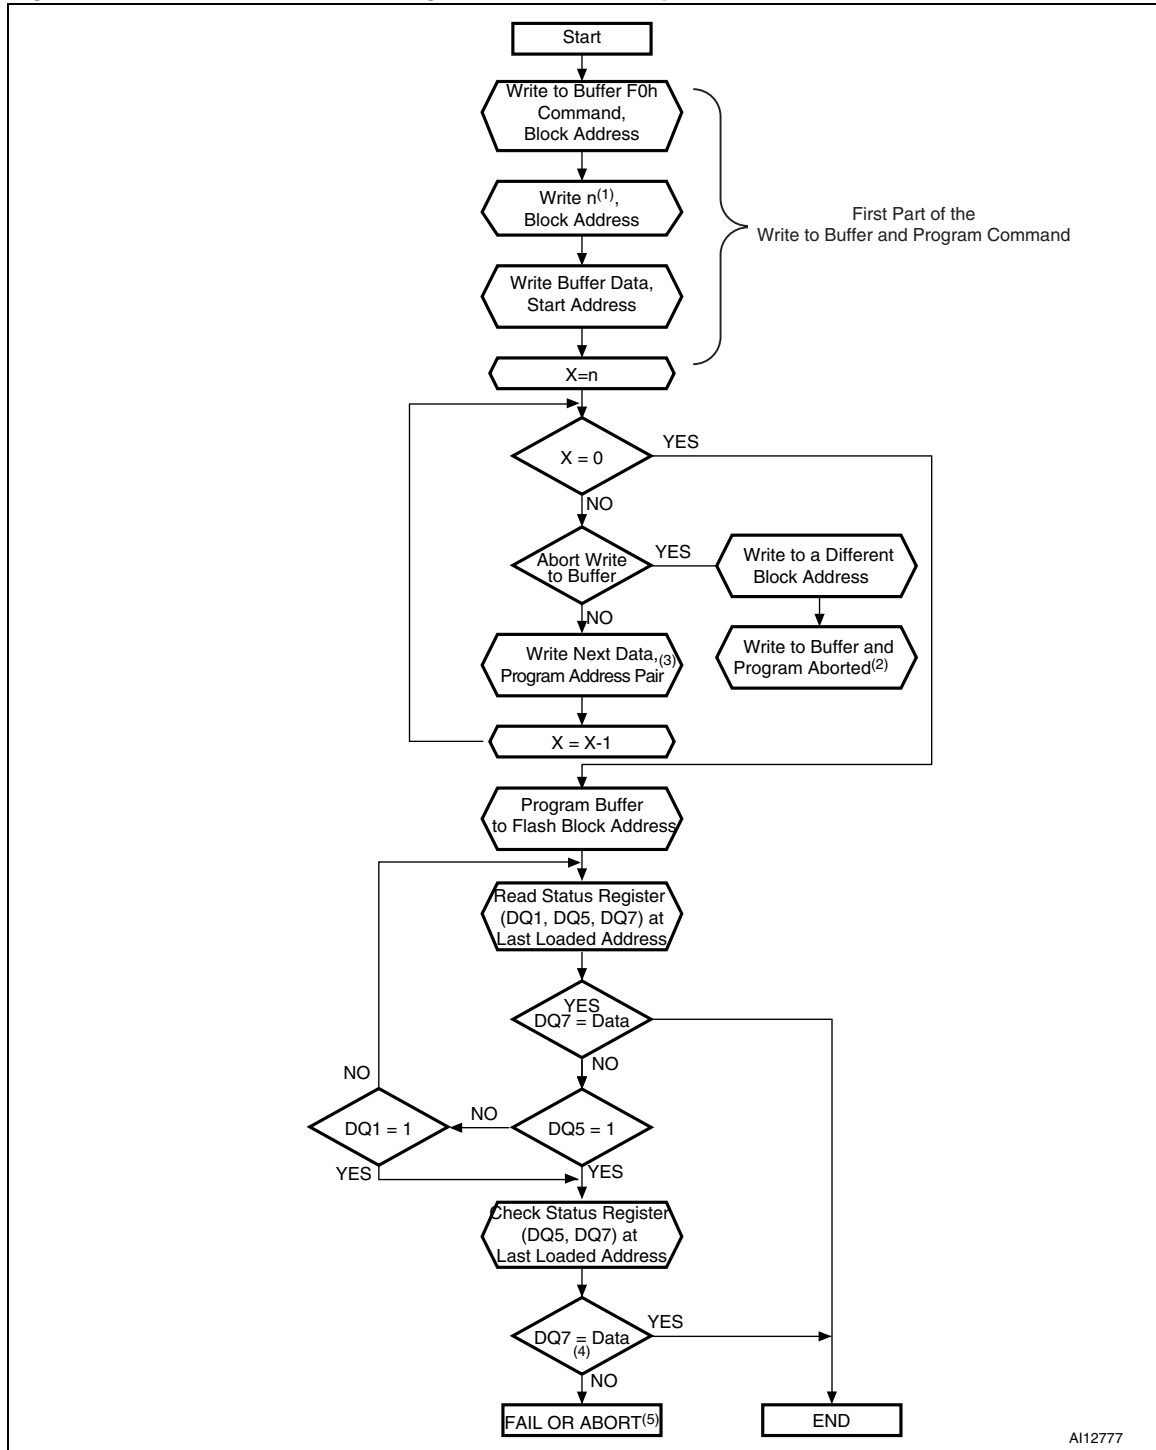 Start
Write to Buffer F0h
Command,
Block Address
Write n(1),
Block Address
First Part of the
Write to Buffer and Program Command
Write Buffer Data,
Start Address
X=n
X = 0
YES
NO
Abort Write
to Buffer
YES
Write to a Different
Block Address
NO
Write Next Data,(3)
Program Address Pair
Write to Buffer and
Program Aborted(2)
X = X-1
Program Buffer
to Flash Block Address
Read Status Register
(DQ1, DQ5, DQ7) at
Last Loaded Address
YES
DQ7 = Data
NO
NO
DQ1 = 1
NO
DQ5 = 1
YES
YES
Check Status Register
(DQ5, DQ7) at
Last Loaded Address
YES
DQ7 = Data
(4)
NO
FAIL OR ABORT(5)
END
AI12777